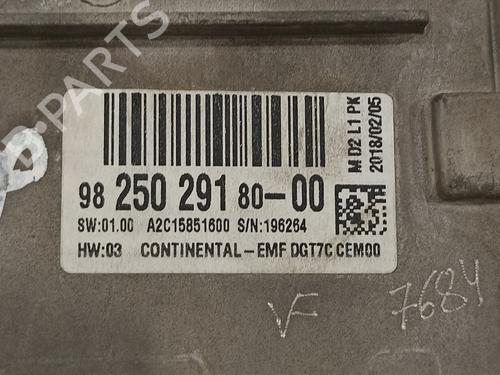 B-PARTS
98 250 291 80-00
SW:01.00 A2C15851600 S/N:196264
HW:03 CONTINENTAL-EMF DGT7C CEM00
M D2 L1 PK
2018/02/05
VF 7684